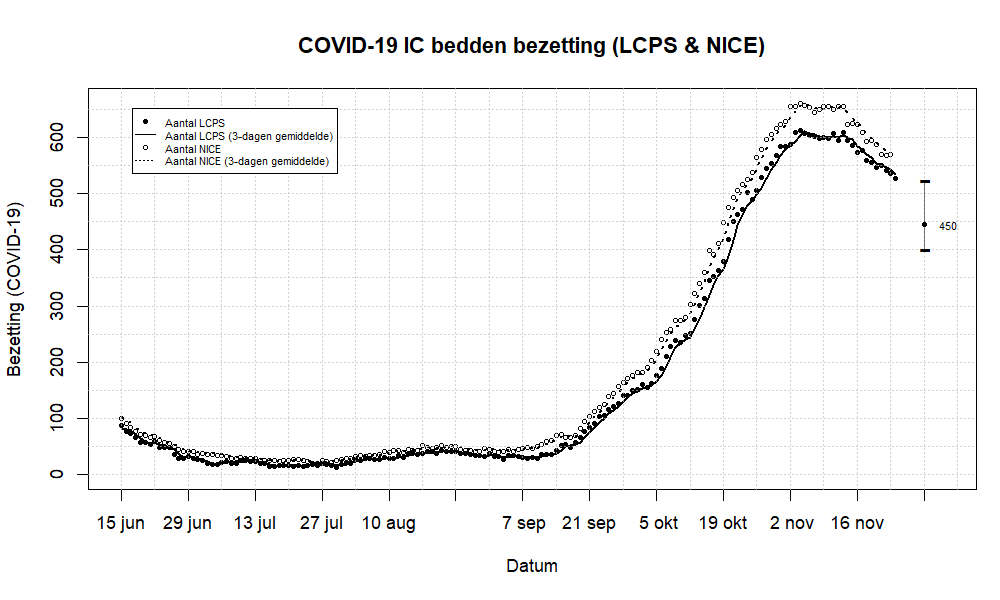 COVID-19 IC bedden bezetting (LCPS & NICE)
Aantal LCPS
Aantal LCPS (3-dagen gemiddelde)
Aantal NICE
Aantal NICE (3-dagen gemiddelde)
Bezetting (COVID-19)
600
500
400
300
200
100
0
450
15 jun 29 jun 13 jul 27 jul 10 aug 7 sep 21 sep 5 okt 19 okt 2 nov 16 nov
Datum